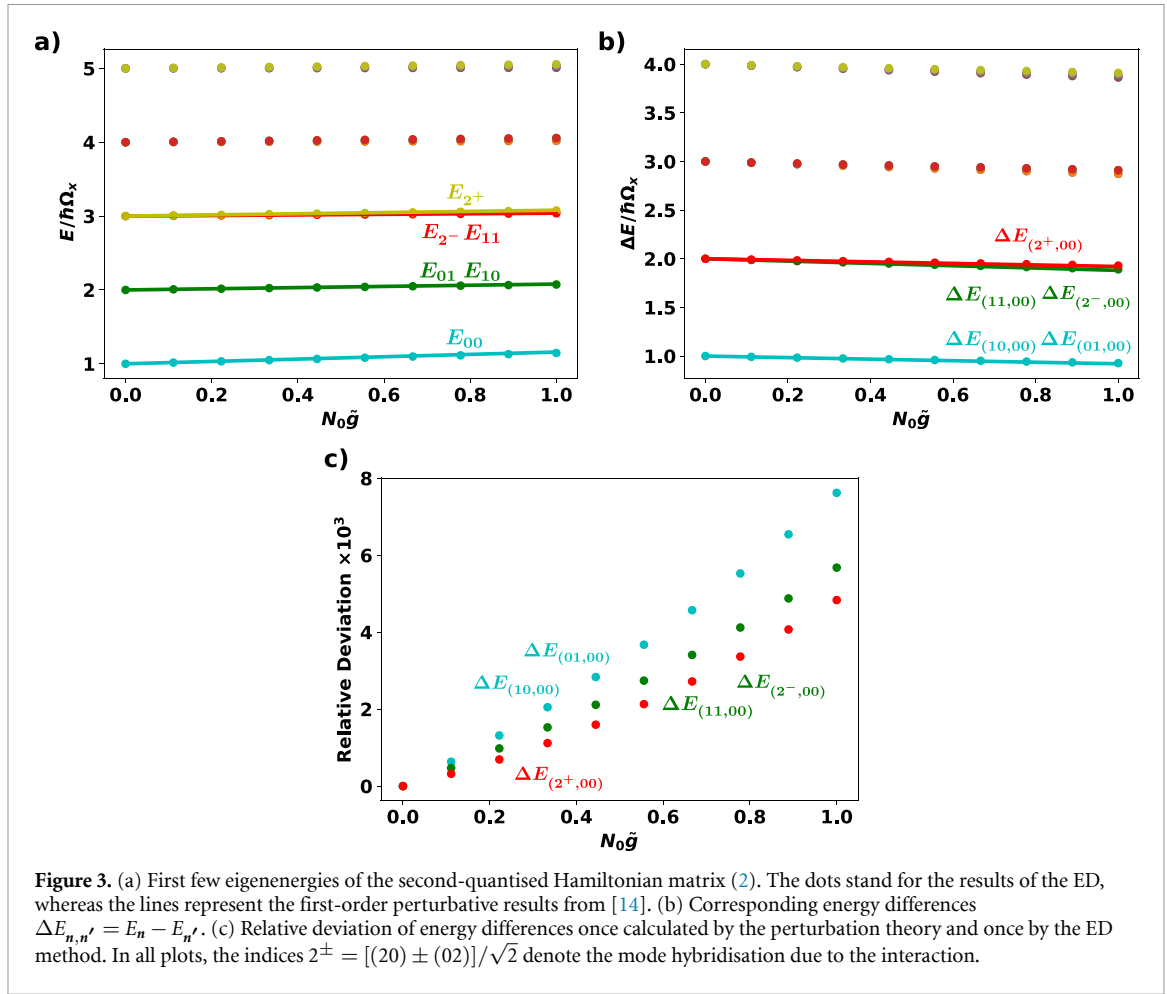 a)
E/ħΩₓ
5
4
3
2
1
E₂₊
E₂₋ E₁₁
E₀₁ E₁₀
E₀₀
0.0 0.2 0.4 0.6 0.8 1.0
N₀g̃
b)
ΔE/ħΩₓ
4.0
3.5
3.0
2.5
2.0
1.5
1.0
ΔE₍₂⁺,₀₀₎
ΔE₍₁₁,₀₀₎ ΔE₍₂⁻,₀₀₎
ΔE₍₁₀,₀₀₎ ΔE₍₀₁,₀₀₎
0.0 0.2 0.4 0.6 0.8 1.0
N₀g̃
c)
Relative Deviation ×10³
8
6
4
2
0
ΔE₍₀₁,₀₀₎
ΔE₍₁₀,₀₀₎
ΔE₍₂⁻,₀₀₎
ΔE₍₁₁,₀₀₎
ΔE₍₂⁺,₀₀₎
0.0 0.2 0.4 0.6 0.8 1.0
N₀g̃
Figure 3. (a) First few eigenenergies of the second-quantised Hamiltonian matrix (2). The dots stand for the results of the ED,
whereas the lines represent the first-order perturbative results from [14]. (b) Corresponding energy differences
ΔEₙ,ₙ′ = Eₙ − Eₙ′. (c) Relative deviation of energy differences once calculated by the perturbation theory and once by the ED
method. In all plots, the indices 2± = [(20) ± (02)]/√2 denote the mode hybridisation due to the interaction.